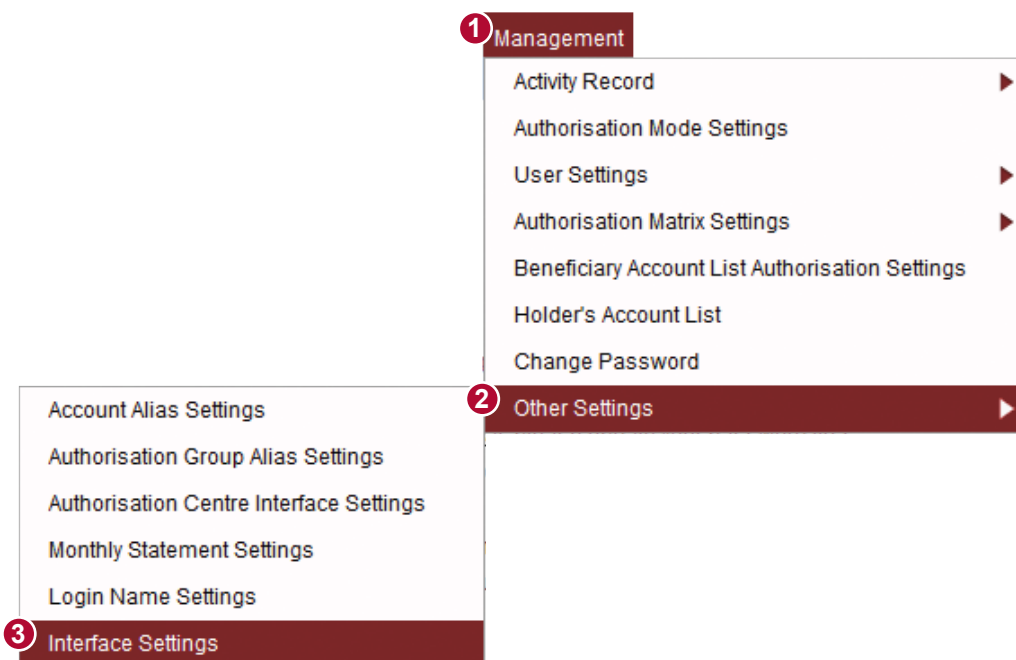 1
Management
Activity Record
Authorisation Mode Settings
User Settings
Authorisation Matrix Settings
Beneficiary Account List Authorisation Settings
Holder's Account List
Change Password
2
Other Settings
Account Alias Settings
Authorisation Group Alias Settings
Authorisation Centre Interface Settings
Monthly Statement Settings
Login Name Settings
3
Interface Settings